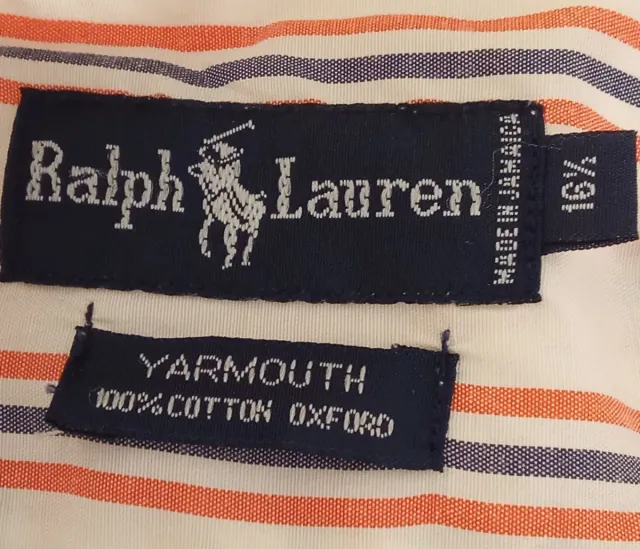 Ralph Lauren
MADE IN JAMAICA
16½
YARMOUTH
100% COTTON OXFORD